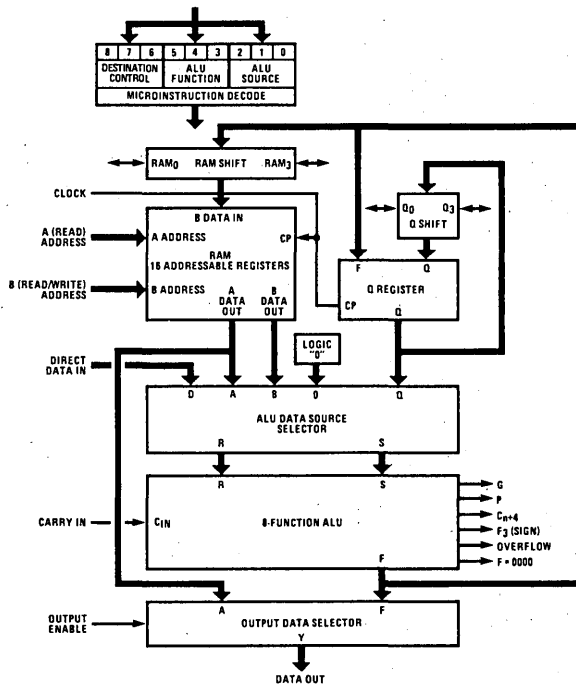 8 7 6 5 4 3 2 1 0
DESTINATION CONTROL
ALU FUNCTION
ALU SOURCE
MICROINSTRUCTION DECODE
RAM0 RAM SHIFT RAM3
CLOCK
Q0 Q3
Q SHIFT
B DATA IN
A (READ) ADDRESS
A ADDRESS
CP
RAM
16 ADDRESSABLE REGISTERS
B (READ/WRITE) ADDRESS
B ADDRESS
A DATA OUT
B DATA OUT
F Q
Q REGISTER
CP
Q
LOGIC "0"
DIRECT DATA IN
D A B 0 Q
ALU DATA SOURCE SELECTOR
R S
R S
CARRY IN
CIN
8-FUNCTION ALU
G
P
Cn+4
F3 (SIGN)
OVERFLOW
F = 0000
F
A F
OUTPUT ENABLE
OUTPUT DATA SELECTOR
Y
DATA OUT